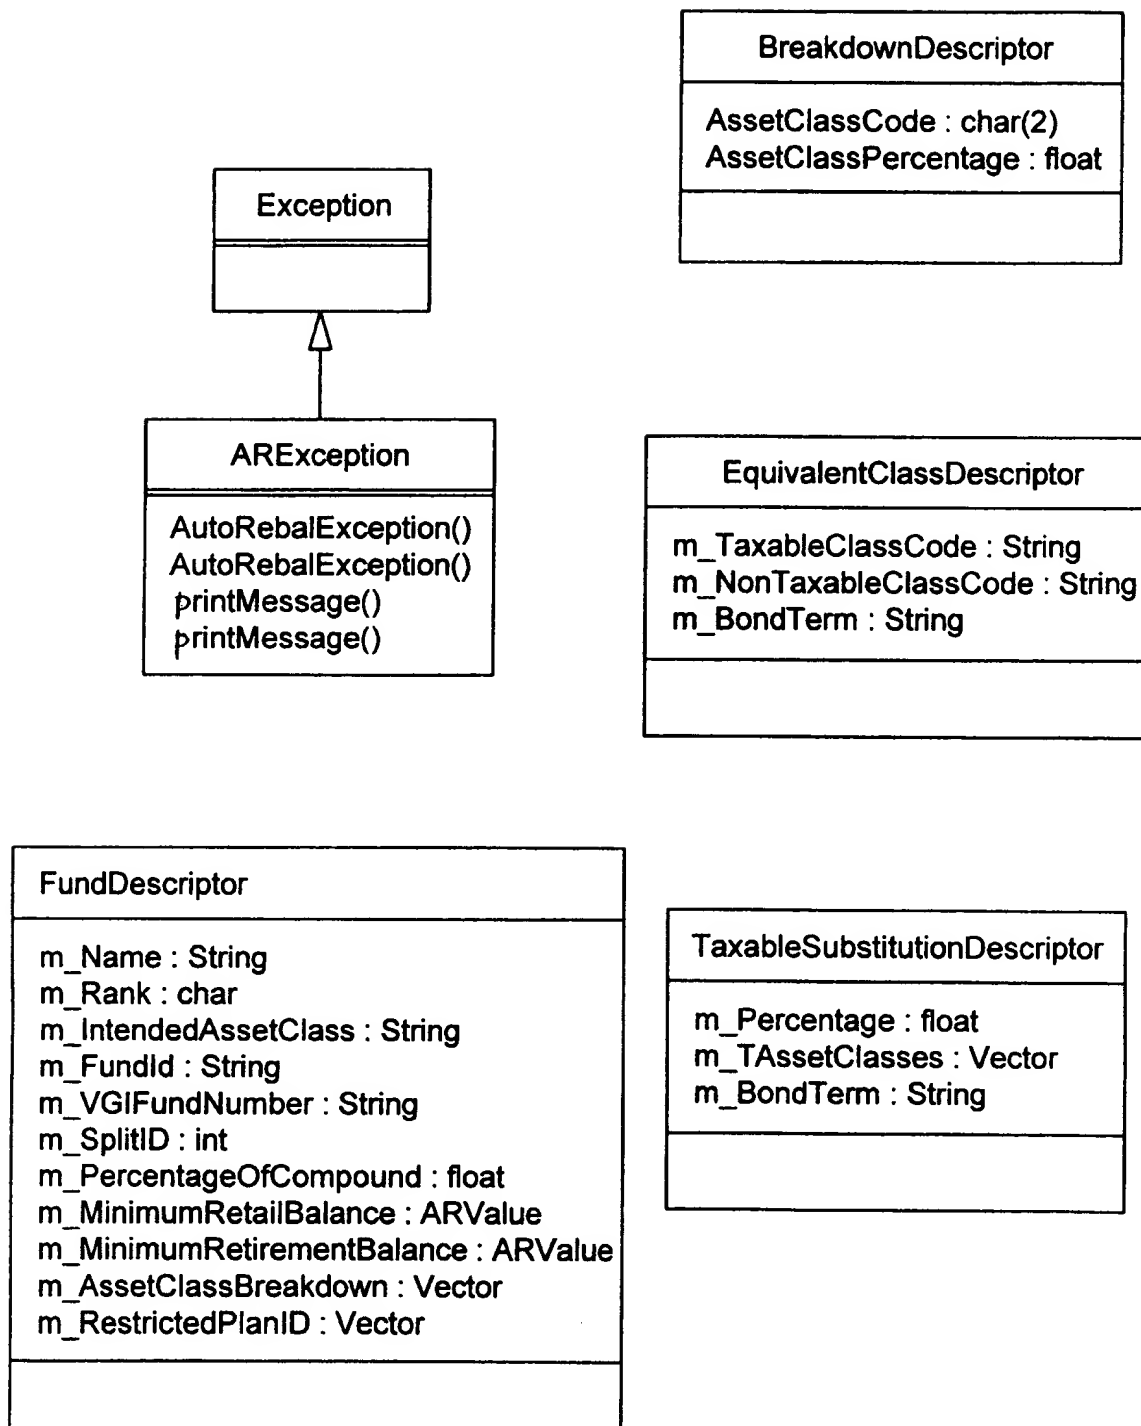 BreakdownDescriptor
AssetClassCode : char(2)
AssetClassPercentage : float
Exception
ARException
AutoRebalException()
AutoRebalException()
printMessage()
printMessage()
EquivalentClassDescriptor
m_TaxableClassCode : String
m_NonTaxableClassCode : String
m_BondTerm : String
FundDescriptor
m_Name : String
m_Rank : char
m_IntendedAssetClass : String
m_FundId : String
m_VGIFundNumber : String
m_SplitID : int
m_PercentageOfCompound : float
m_MinimumRetailBalance : ARValue
m_MinimumRetirementBalance : ARValue
m_AssetClassBreakdown : Vector
m_RestrictedPlanID : Vector
TaxableSubstitutionDescriptor
m_Percentage : float
m_TAssetClasses : Vector
m_BondTerm : String